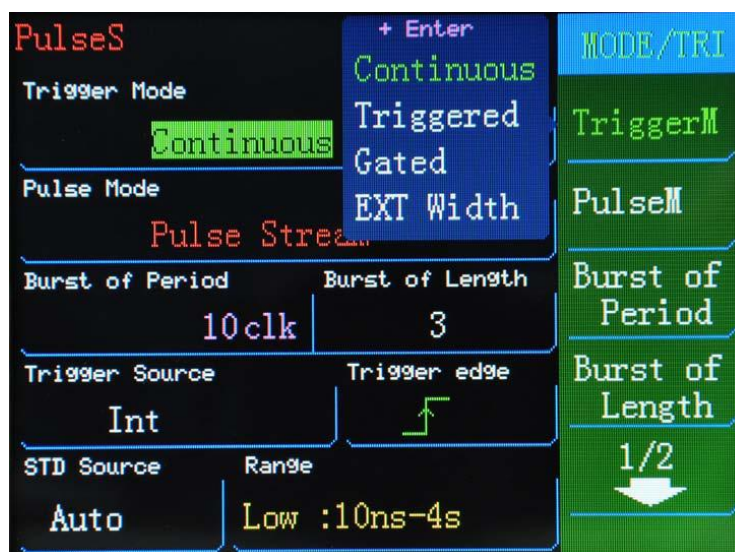 PulseS
+ Enter
Continuous
Triggered
Gated
EXT Width
Trigger Mode
Continuous
Pulse Mode
Pulse Stream
Burst of Period
10clk
Burst of Length
3
Trigger Source
Int
Trigger edge
STD Source
Auto
Range
Low :10ns-4s
MODE/TRI
TriggerM
PulseM
Burst of
Period
Burst of
Length
1/2